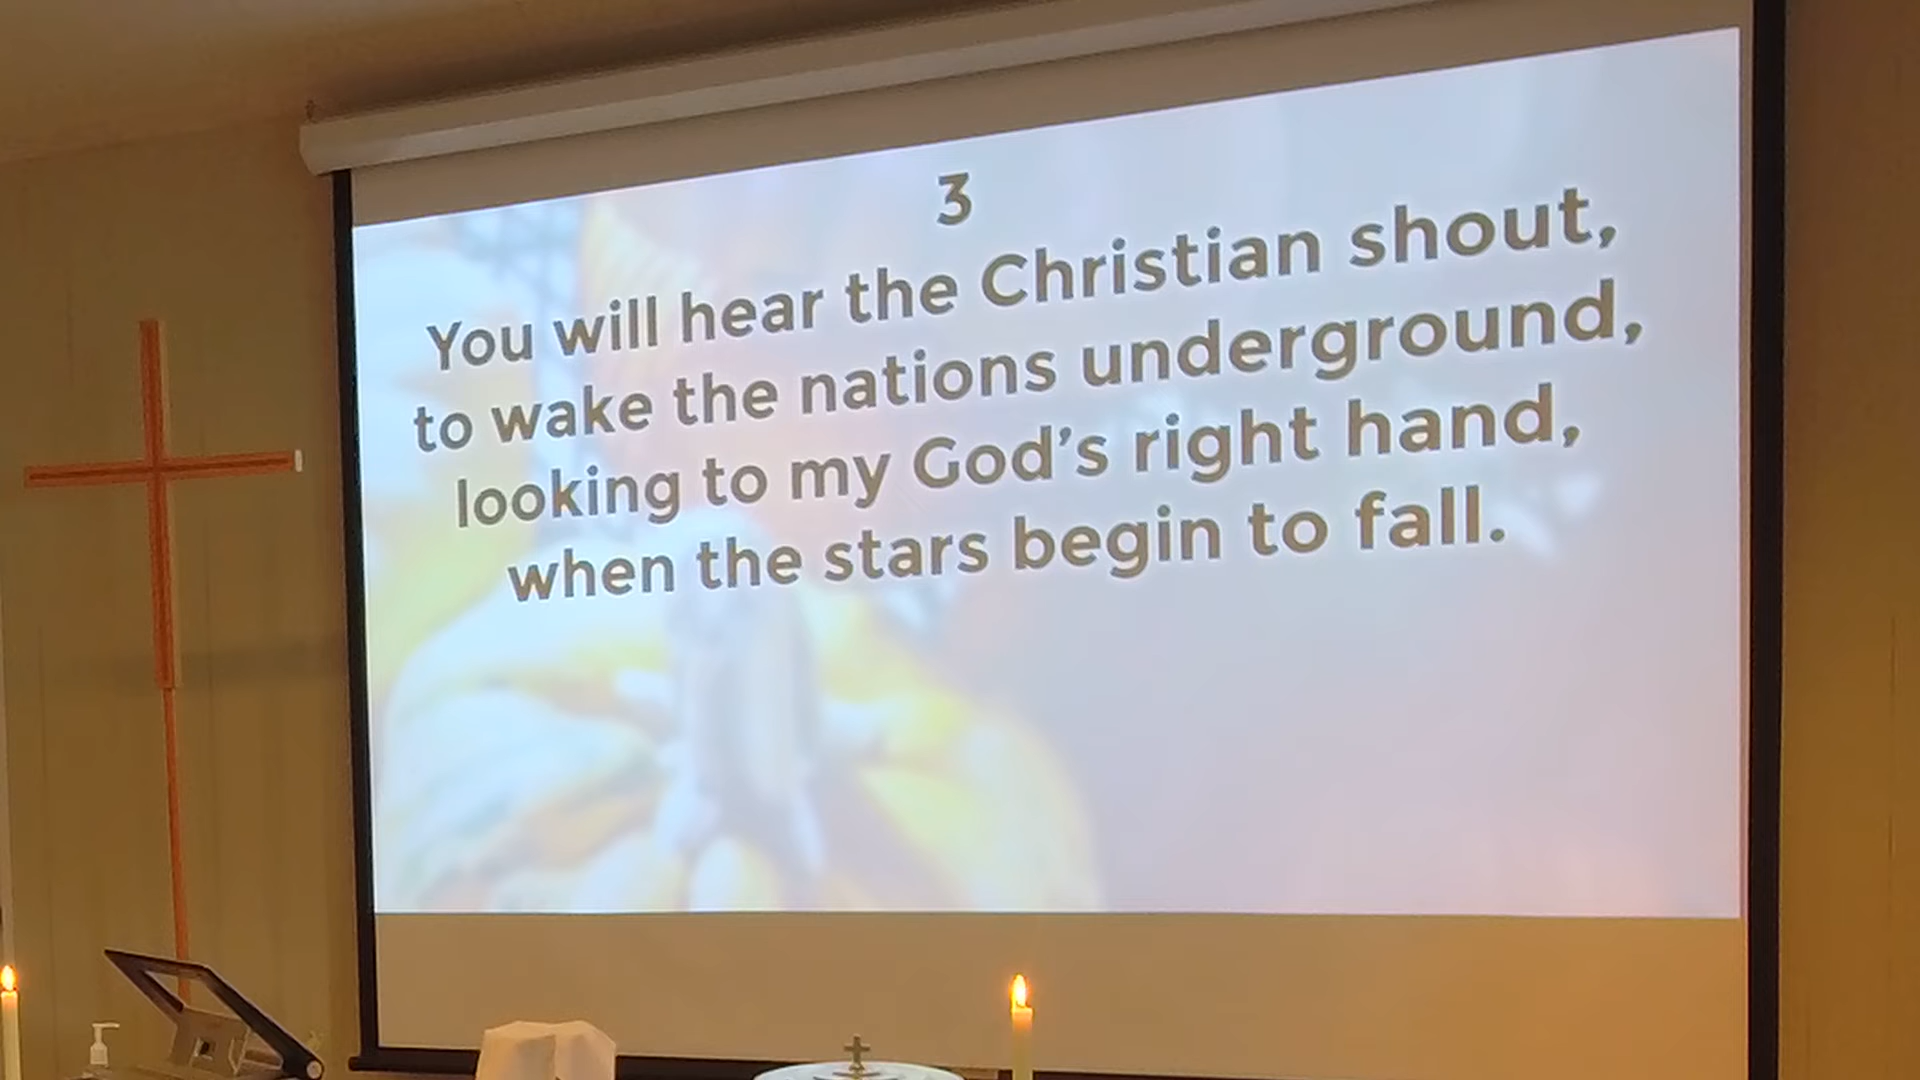 3
You will hear the Christian shout,
to wake the nations underground,
looking to my God’s right hand,
when the stars begin to fall.